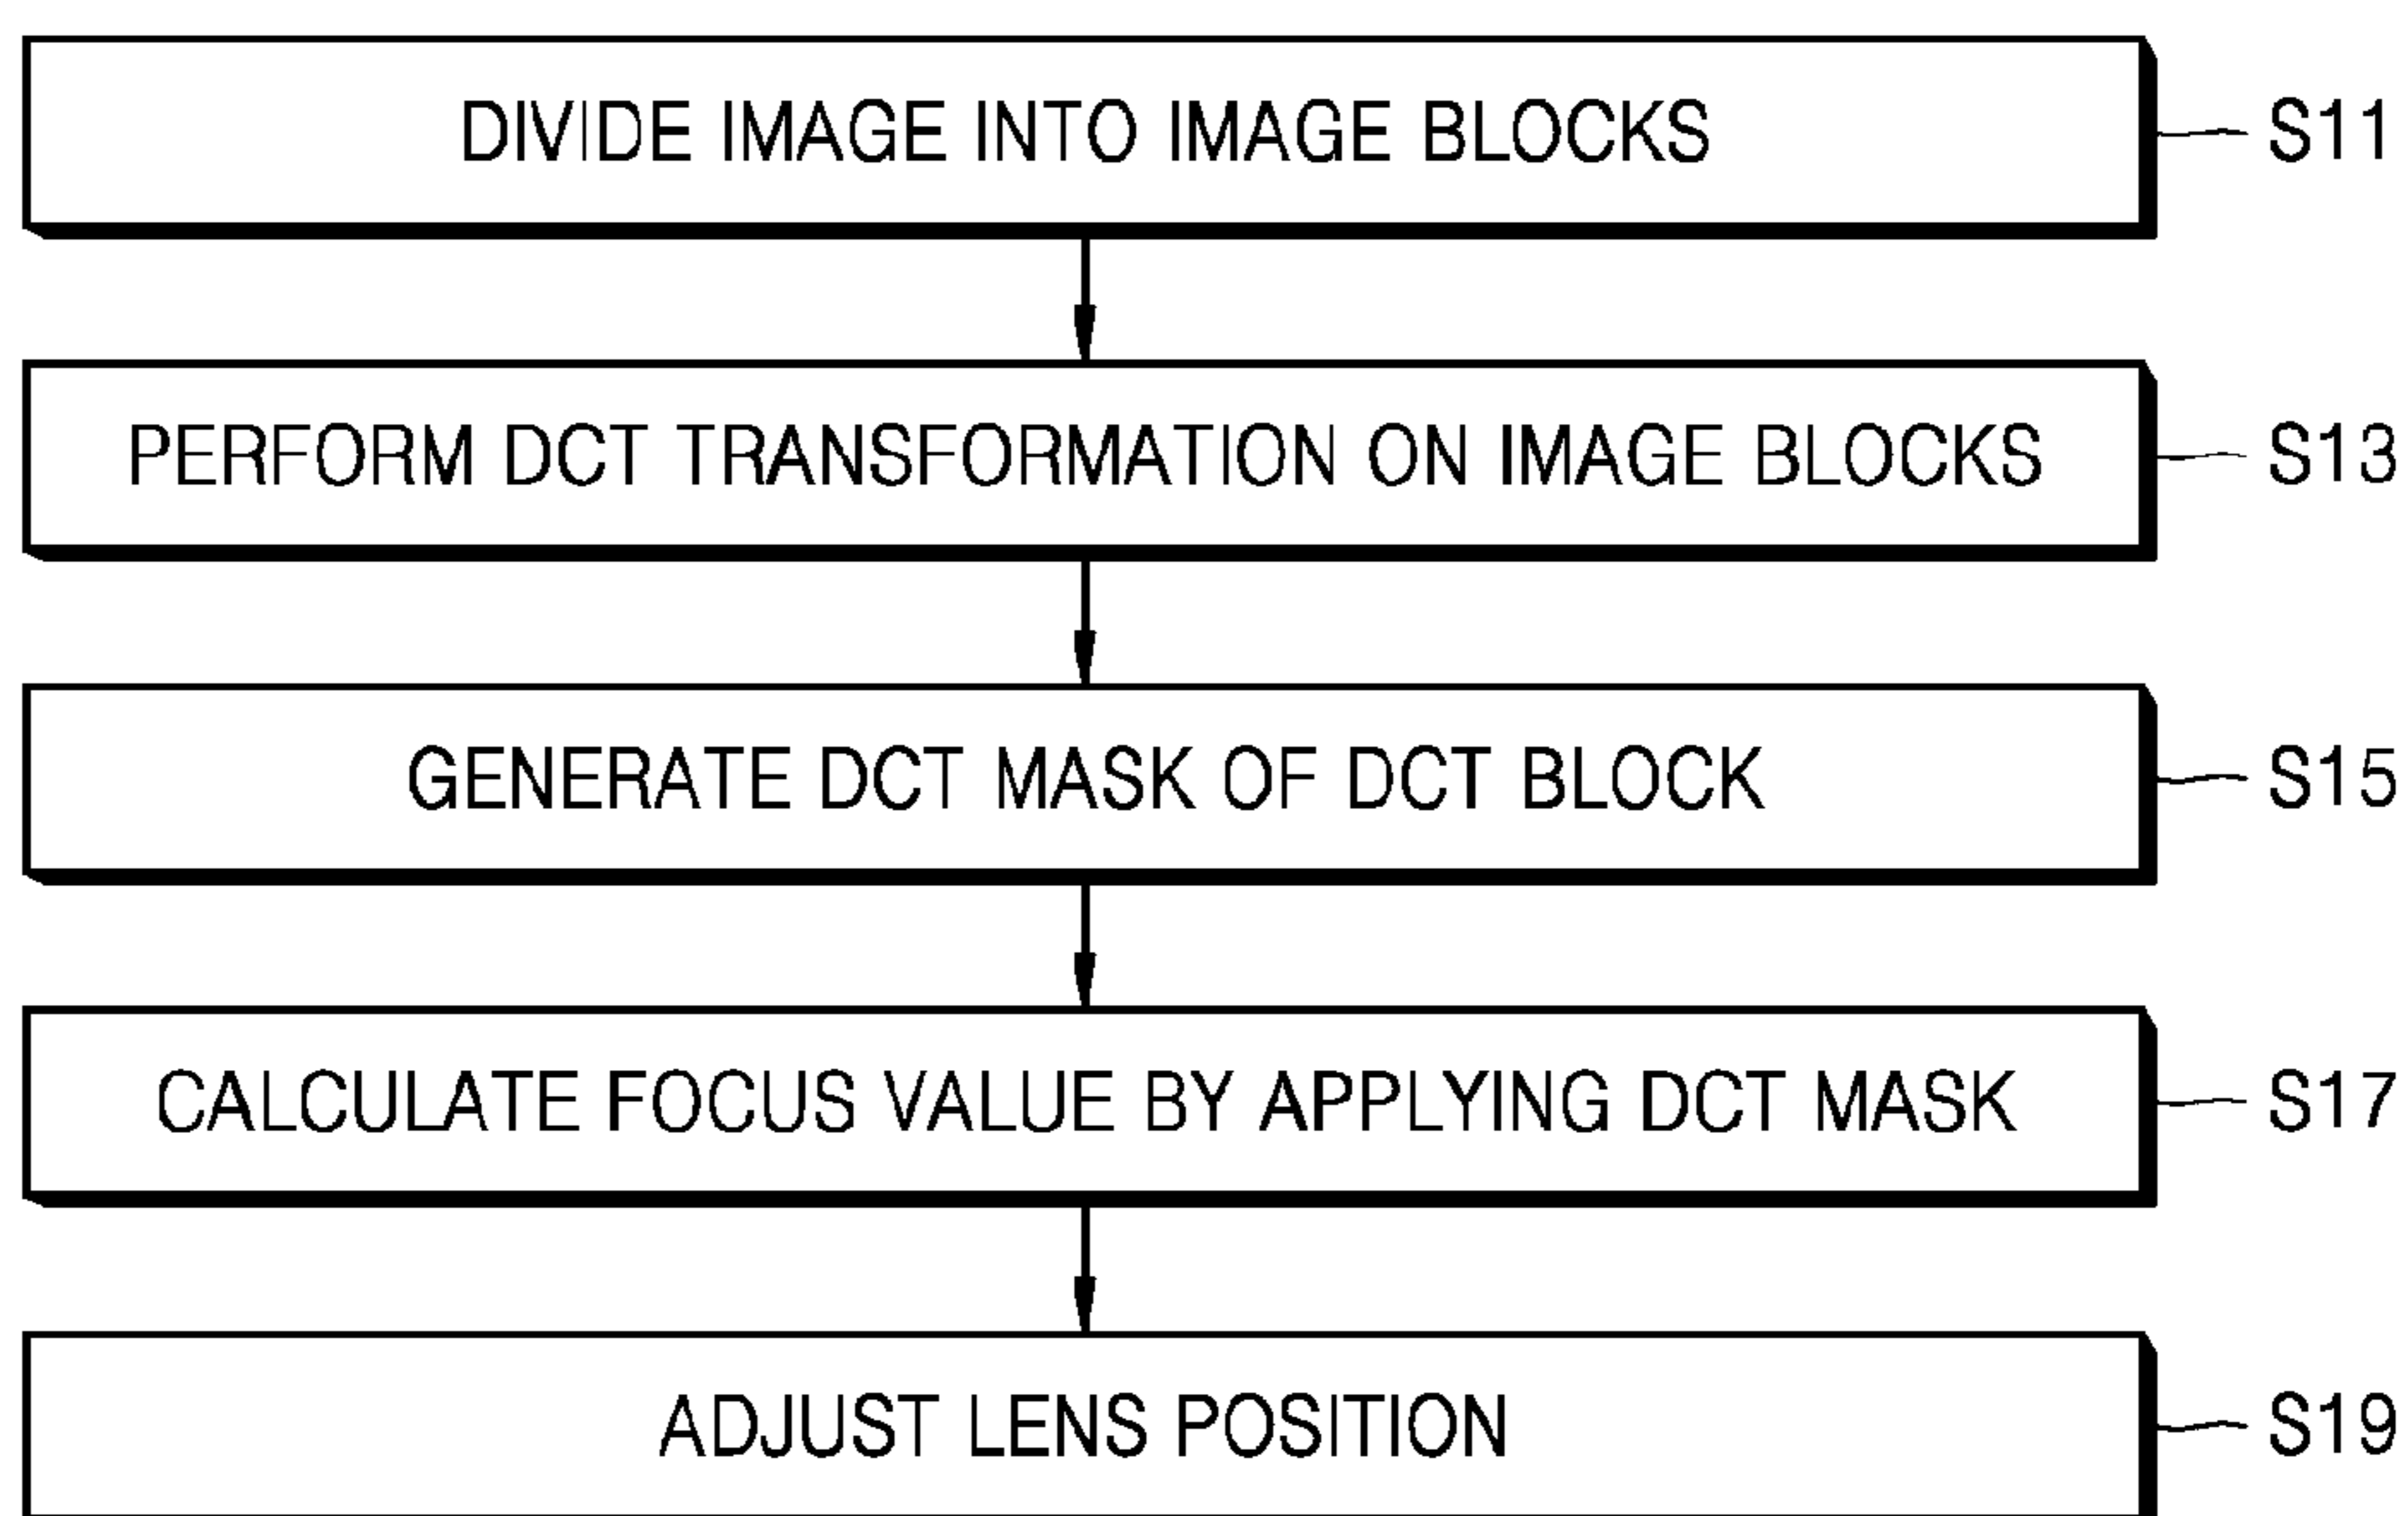 DIVIDE IMAGE INTO IMAGE BLOCKS S11
PERFORM DCT TRANSFORMATION ON IMAGE BLOCKS S13
GENERATE DCT MASK OF DCT BLOCK S15
CALCULATE FOCUS VALUE BY APPLYING DCT MASK S17
ADJUST LENS POSITION S19